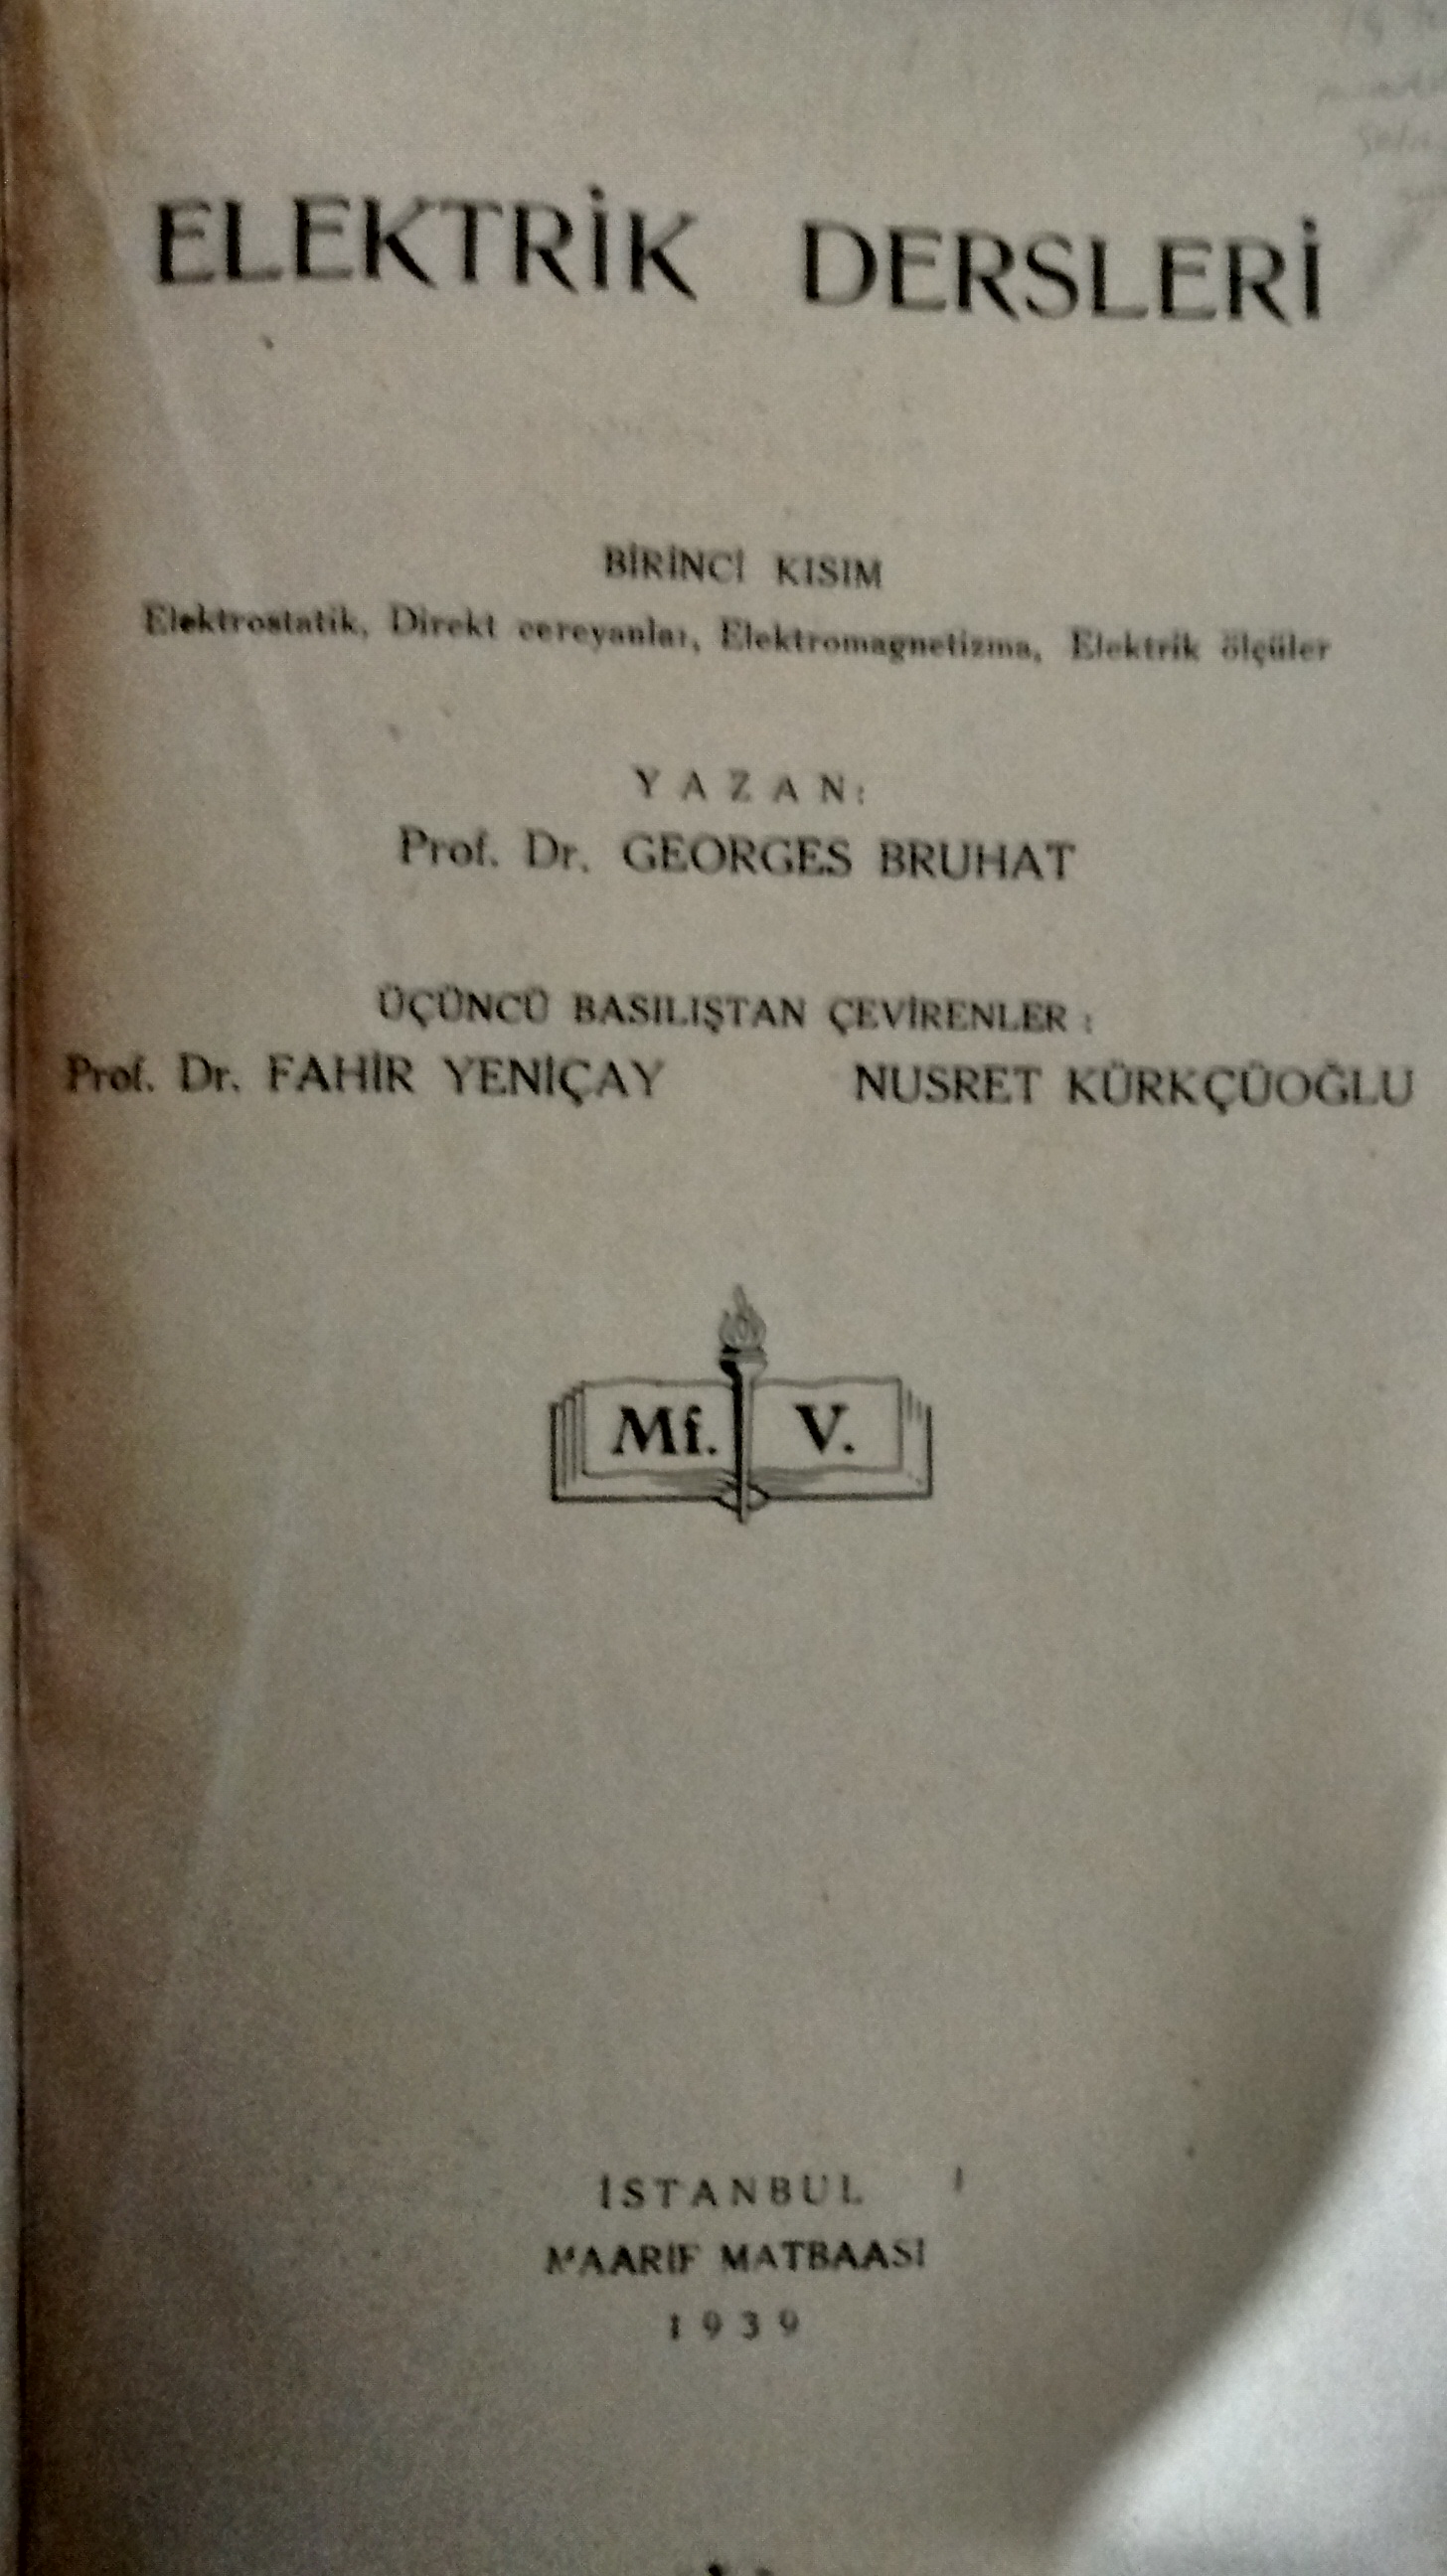 ELEKTRİK DERSLERİ
BİRİNCİ KISIM
Elektrostatik, Direkt cereyanlar, Elektromagnetizma, Elektrik ölçüler
YAZAN:
Prof. Dr. GEORGES BRUHAT
ÜÇÜNCÜ BASILIŞTAN ÇEVİRENLER :
Prof. Dr. FAHİR YENİÇAY NUSRET KÜRKÇÜOĞLU
Mf. V.
İSTANBUL
MAARİF MATBAASI
1939